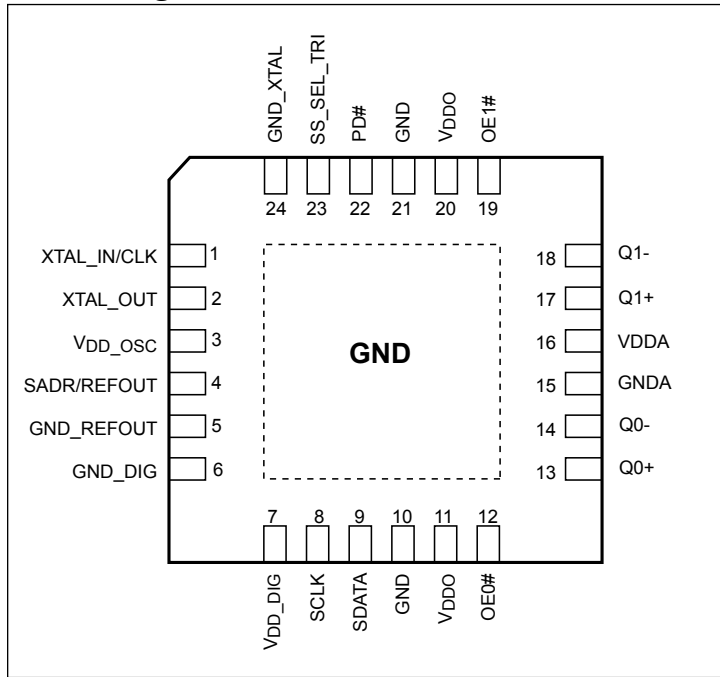 GND_XTAL
SS_SEL_TRI
PD#
GND
VDDO
OE1#
24
23
22
21
20
19
XTAL_IN/CLK 1
XTAL_OUT 2
VDD_OSC 3
SADR/REFOUT 4
GND_REFOUT 5
GND_DIG 6
GND
18 Q1-
17 Q1+
16 VDDA
15 GNDA
14 Q0-
13 Q0+
7
8
9
10
11
12
VDD_DIG
SCLK
SDATA
GND
VDDO
OE0#